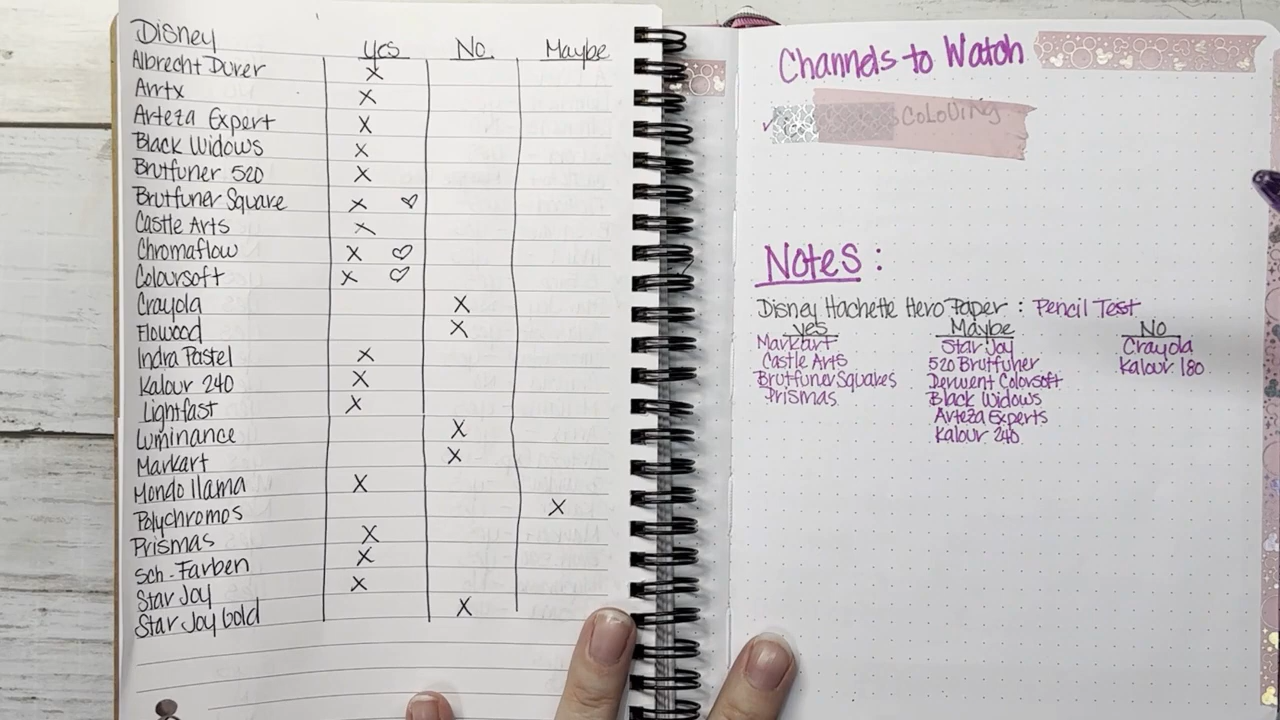 Disney
Yes No. Maybe
Albrecht Durer X
Arrtx X
Arteza Expert X
Black Widows X
Brutfuner 520 X
Brutfuner Square X ♡
Castle Arts X
Chromaflow X ♡
Coloursoft X ♡
Crayola X
Flowood X
Indra Pastel X
Kalour 240 X
Lightfast X
Luminance X
Markart X
Mondo llama X
Polychromos X
Prismas X
Sch-Farben X
Star Joy X
Star Joy bold X
Channels to Watch
Coloring
Notes:
Disney Hachette Hero Paper : Pencil Test
Yes Maybe No
Markart Star Joy Crayola
Castle Arts 520 Brutfuner Kalour 180
Brutfuner Squares Derwent Colorsoft
Prismas Black Widows
Arteza Experts
Kalour 240